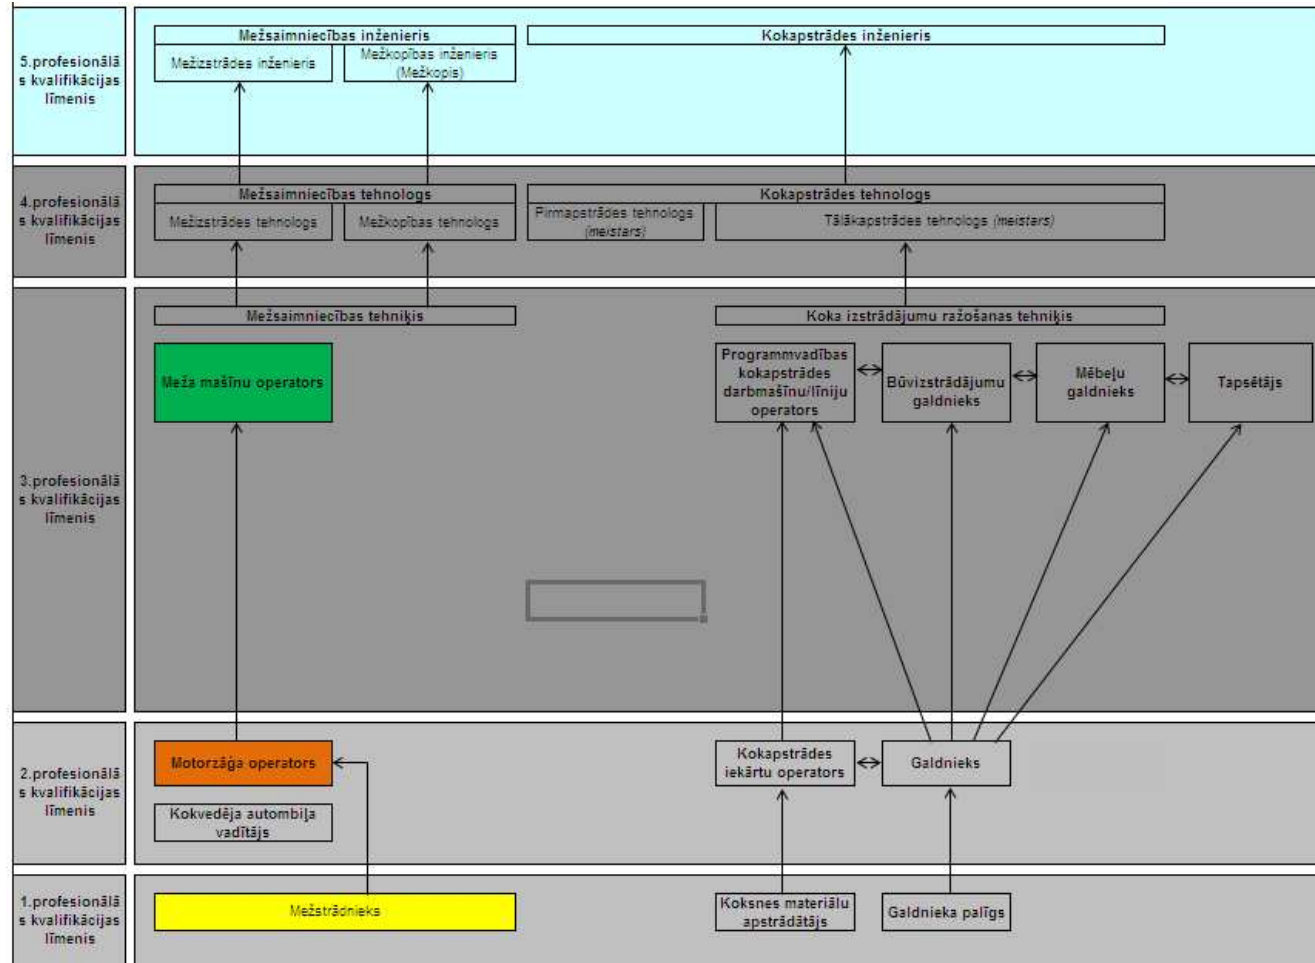 5.profesionālā
s kvalifikācijas
līmenis
Mežsaimniecības inženieris
Mežizstrādes inženieris
Mežkopības inženieris
(Mežkopis)
Kokapstrādes inženieris
4.profesionālā
s kvalifikācijas
līmenis
Mežsaimniecības tehnologs
Mežizstrādes tehnologs
Mežkopības tehnologs
Kokapstrādes tehnologs
Pirmapstrādes tehnologs
(meistars)
Tālākapstrādes tehnologs (meistars)
3.profesionālā
s kvalifikācijas
līmenis
Mežsaimniecības tehniķis
Koka izstrādājumu ražošanas tehniķis
Meža mašīnu operators
Programmvadības
kokapstrādes
darbmašīnu/līniju
operators
Būvizstrādājumu
galdnieks
Mēbeļu
galdnieks
Tapsētājs
2.profesionālā
s kvalifikācijas
līmenis
Motorzāģa operators
Kokvedēja autombiļa
vadītājs
Kokapstrādes
iekārtu operators
Galdnieks
1.profesionālā
s kvalifikācijas
līmenis
Mežstrādnieks
Koksnes materiālu
apstrādātājs
Galdnieka palīgs